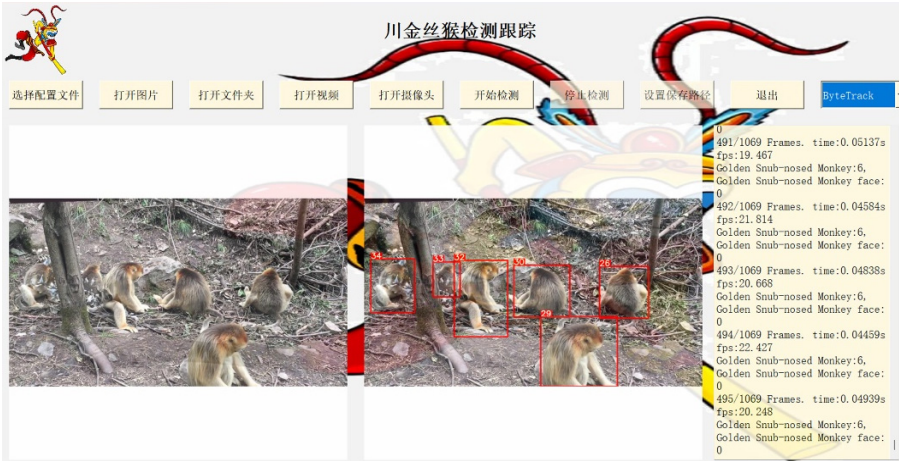 川金丝猴检测跟踪
选择配置文件
打开图片
打开文件夹
打开视频
打开摄像头
开始检测
停止检测
设置保存路径
退出
ByteTrack
34
33
32
30
26
29
0
491/1069 Frames. time:0.05137s
fps:19.467
Golden Snub-nosed Monkey:6,
Golden Snub-nosed Monkey face:
0
492/1069 Frames. time:0.04584s
fps:21.814
Golden Snub-nosed Monkey:6,
Golden Snub-nosed Monkey face:
0
493/1069 Frames. time:0.04838s
fps:20.668
Golden Snub-nosed Monkey:6,
Golden Snub-nosed Monkey face:
0
494/1069 Frames. time:0.04459s
fps:22.427
Golden Snub-nosed Monkey:6,
Golden Snub-nosed Monkey face:
0
495/1069 Frames. time:0.04939s
fps:20.248
Golden Snub-nosed Monkey:6,
Golden Snub-nosed Monkey face:
0